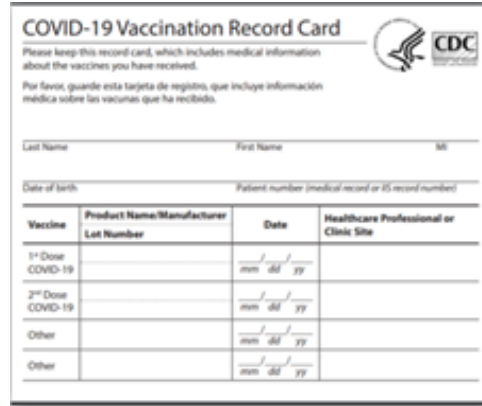 COVID-19 Vaccination Record Card
CDC
Please keep this record card, which includes medical information
about the vaccines you have received.
Por favor, guarde esta tarjeta de registro, que incluye información
médica sobre las vacunas que ha recibido.
Last Name First Name MI
Date of birth Patient number (medical record or IIS record number)
Vaccine Product Name/Manufacturer Date Healthcare Professional or
Lot Number Clinic Site
1st Dose
COVID-19 mm dd yy
2nd Dose
COVID-19 mm dd yy
Other mm dd yy
Other mm dd yy